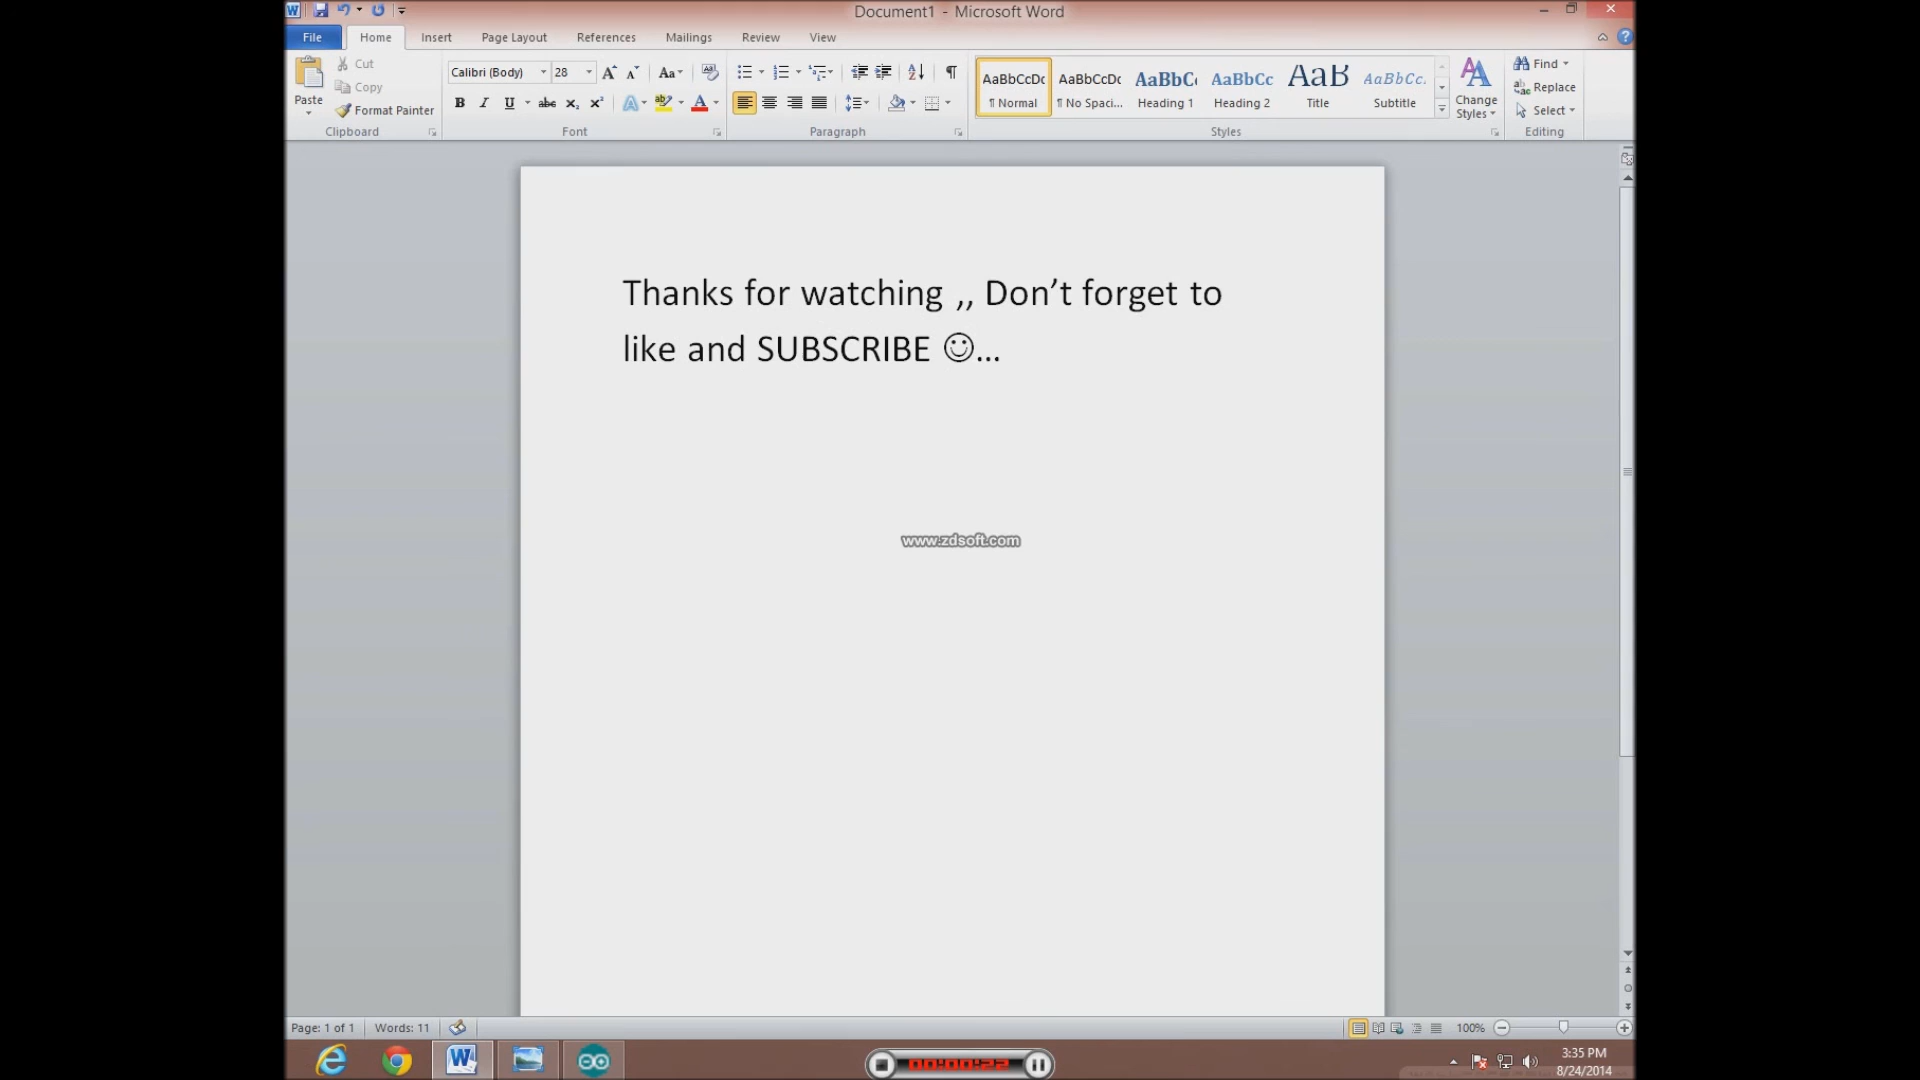 Document1 - Microsoft Word
File Home Insert Page Layout References Mailings Review View
Paste
Cut
Copy
Format Painter
Clipboard
Calibri (Body) 28
Font
Paragraph
AaBbCcDc AaBbCcDc AaBbC AaBbCc AaB AaBbCc.
¶ Normal ¶ No Spaci... Heading 1 Heading 2 Title Subtitle
Change Styles
Styles
Find
Replace
Select
Editing
Thanks for watching ,, Don’t forget to
like and SUBSCRIBE ☺...
www.zdsoft.com
Page: 1 of 1 Words: 11 100%
00:00:22
3:35 PM
8/24/2014